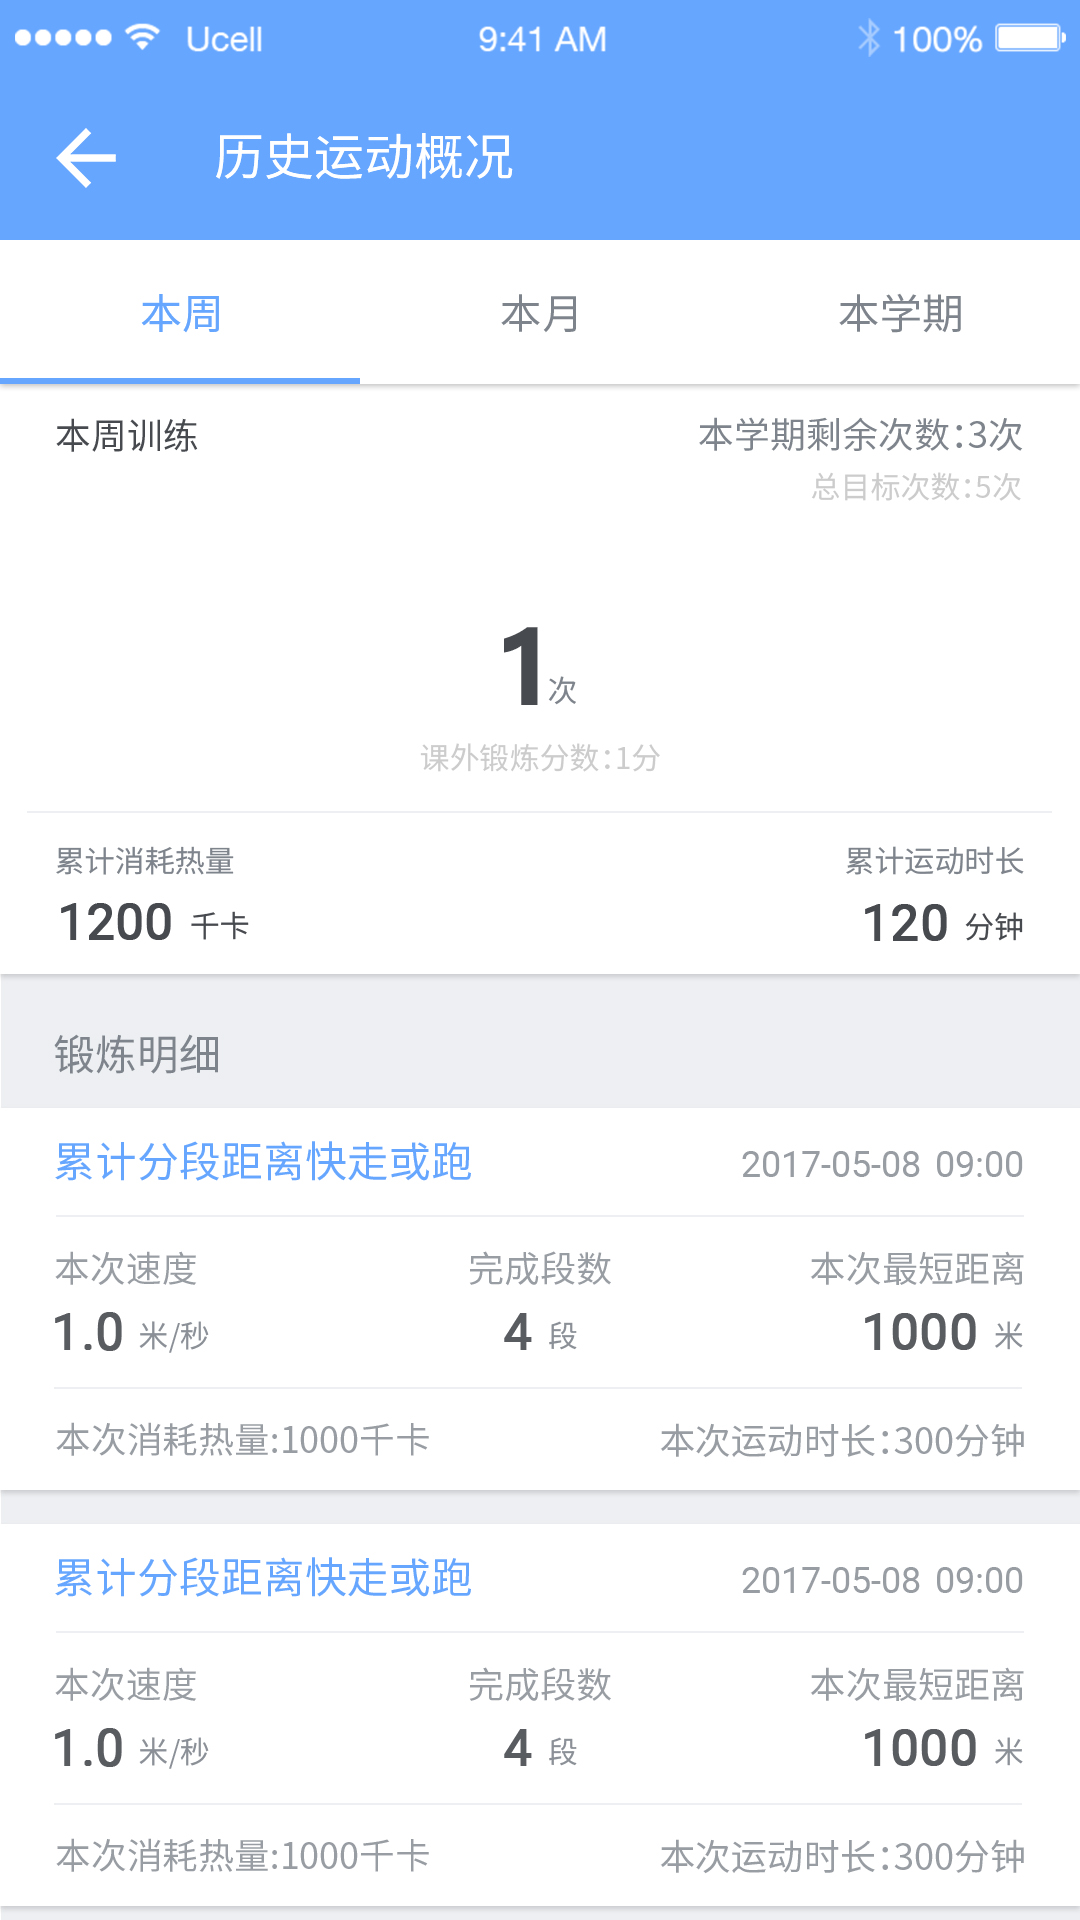 Ucell 9:41 AM 100%
历史运动概况
本周 本月 本学期
本周训练 本学期剩余次数:3次
总目标次数:5次
1次
课外锻炼分数:1分
累计消耗热量 累计运动时长
1200 千卡 120 分钟
锻炼明细
累计分段距离快走或跑 2017-05-08 09:00
本次速度 完成段数 本次最短距离
1.0 米/秒 4 段 1000 米
本次消耗热量:1000千卡 本次运动时长:300分钟
累计分段距离快走或跑 2017-05-08 09:00
本次速度 完成段数 本次最短距离
1.0 米/秒 4 段 1000 米
本次消耗热量:1000千卡 本次运动时长:300分钟